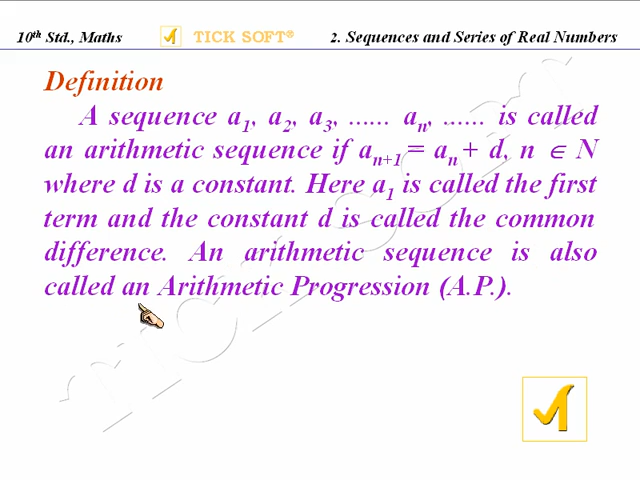 10th Std., Maths TICK SOFT® 2. Sequences and Series of Real Numbers
Definition
A sequence a1, a2, a3, ...... an, ...... is called
an arithmetic sequence if an+1 = an + d, n ∈ N
where d is a constant. Here a1 is called the first
term and the constant d is called the common
difference. An arithmetic sequence is also
called an Arithmetic Progression (A.P.).